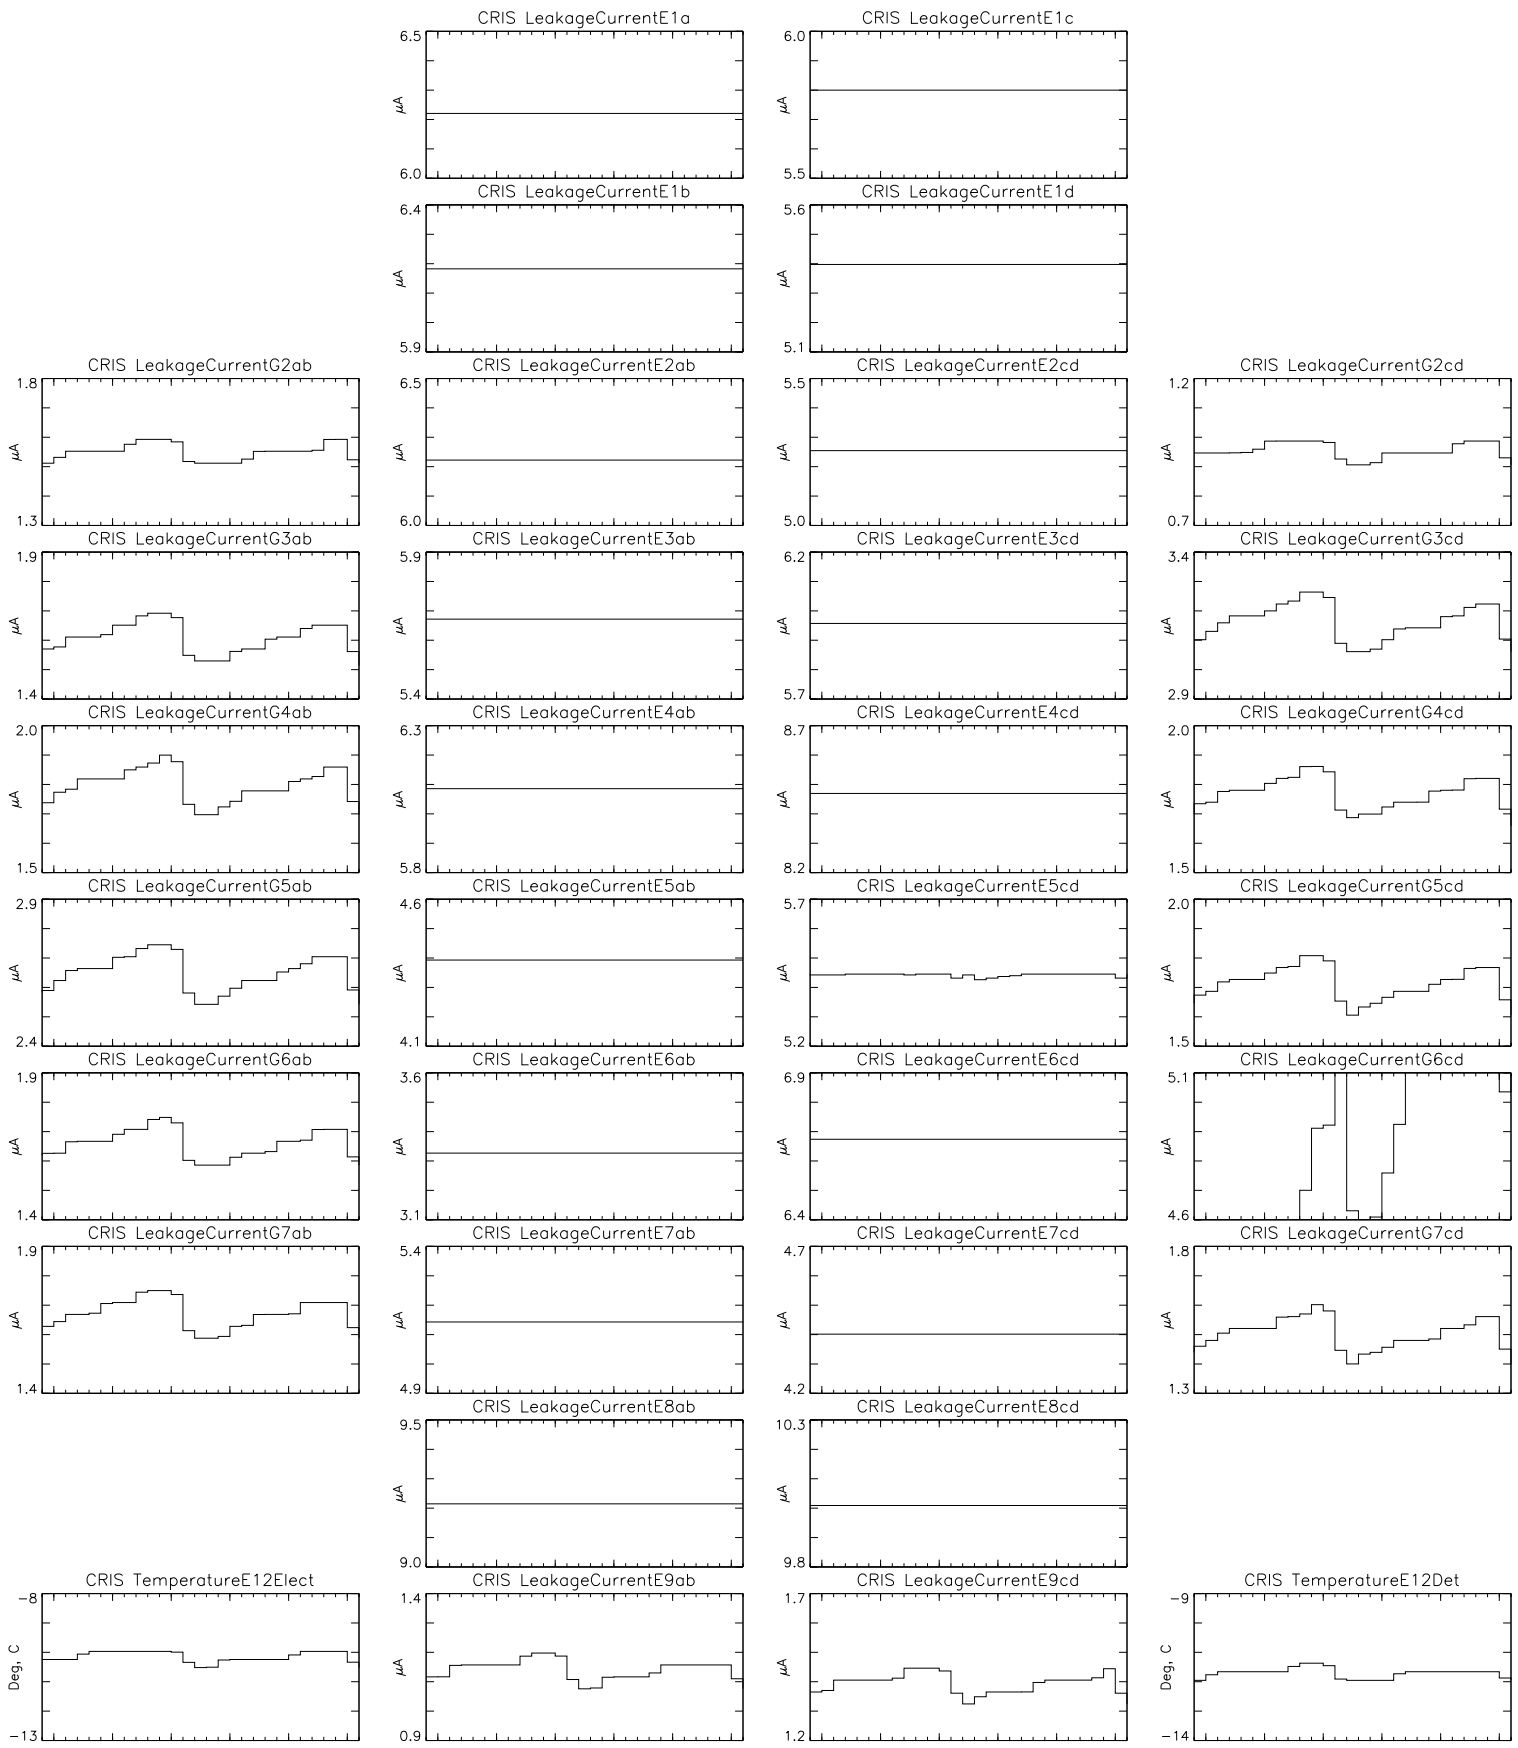 CRIS LeakageCurrentE1a
6.5
μA
6.0
CRIS LeakageCurrentE1c
6.0
μA
5.5
CRIS LeakageCurrentE1b
6.4
μA
5.9
CRIS LeakageCurrentE1d
5.6
μA
5.1
CRIS LeakageCurrentG2ab
1.8
μA
1.3
CRIS LeakageCurrentE2ab
6.5
μA
6.0
CRIS LeakageCurrentE2cd
5.5
μA
5.0
CRIS LeakageCurrentG2cd
1.2
μA
0.7
CRIS LeakageCurrentG3ab
1.9
μA
1.4
CRIS LeakageCurrentE3ab
5.9
μA
5.4
CRIS LeakageCurrentE3cd
6.2
μA
5.7
CRIS LeakageCurrentG3cd
3.4
μA
2.9
CRIS LeakageCurrentG4ab
2.0
μA
1.5
CRIS LeakageCurrentE4ab
6.3
μA
5.8
CRIS LeakageCurrentE4cd
8.7
μA
8.2
CRIS LeakageCurrentG4cd
2.0
μA
1.5
CRIS LeakageCurrentG5ab
2.9
μA
2.4
CRIS LeakageCurrentE5ab
4.6
μA
4.1
CRIS LeakageCurrentE5cd
5.7
μA
5.2
CRIS LeakageCurrentG5cd
2.0
μA
1.5
CRIS LeakageCurrentG6ab
1.9
μA
1.4
CRIS LeakageCurrentE6ab
3.6
μA
3.1
CRIS LeakageCurrentE6cd
6.9
μA
6.4
CRIS LeakageCurrentG6cd
5.1
μA
4.6
CRIS LeakageCurrentG7ab
1.9
μA
1.4
CRIS LeakageCurrentE7ab
5.4
μA
4.9
CRIS LeakageCurrentE7cd
4.7
μA
4.2
CRIS LeakageCurrentG7cd
1.8
μA
1.3
CRIS LeakageCurrentE8ab
9.5
μA
9.0
CRIS LeakageCurrentE8cd
10.3
μA
9.8
CRIS TemperatureE12Elect
-8
Deg, C
-13
CRIS LeakageCurrentE9ab
1.4
μA
0.9
CRIS LeakageCurrentE9cd
1.7
μA
1.2
CRIS TemperatureE12Det
-9
Deg, C
-14